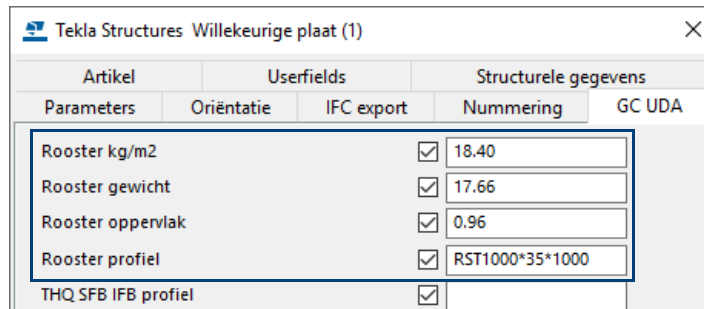 Tekla Structures Willekeurige plaat (1)
Artikel Userfields Structurele gegevens
Parameters Oriëntatie IFC export Nummering GC UDA
Rooster kg/m2 18.40
Rooster gewicht 17.66
Rooster oppervlak 0.96
Rooster profiel RST1000*35*1000
THQ SFB IFB profiel